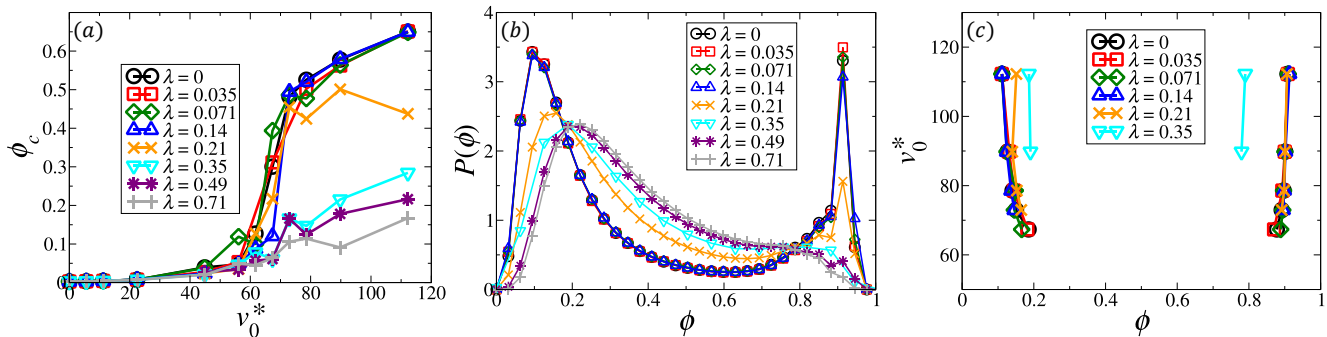 (a)
ϕc
0.6
0.5
0.4
0.3
0.2
0.1
0
λ = 0
λ = 0.035
λ = 0.071
λ = 0.14
λ = 0.21
λ = 0.35
λ = 0.49
λ = 0.71
0 20 40 60 80 100 120
v0*
(b)
P(ϕ)
4
3
2
1
0
λ = 0
λ = 0.035
λ = 0.071
λ = 0.14
λ = 0.21
λ = 0.35
λ = 0.49
λ = 0.71
0 0.2 0.4 0.6 0.8 1
ϕ
(c)
v0*
120
100
80
60
λ = 0
λ = 0.035
λ = 0.071
λ = 0.14
λ = 0.21
λ = 0.35
0 0.2 0.4 0.6 0.8 1
ϕ